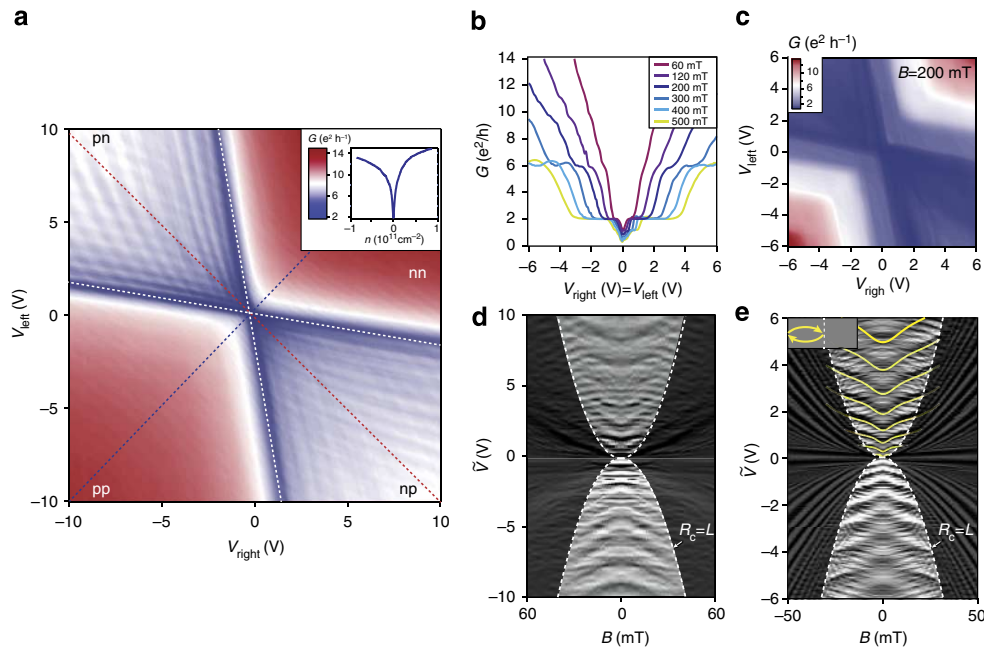 a
pn
nn
pp
np
G (e² h⁻¹)
14
10
6
2
−1
0
1
n (10¹¹cm⁻²)
10
5
0
−5
−10
−10
−5
0
5
10
V_left (V)
V_right (V)
b
14
12
10
8
6
4
2
0
G (e²/h)
60 mT
120 mT
200 mT
300 mT
400 mT
500 mT
−6
−4
−2
0
2
4
6
V_right (V)=V_left (V)
c
G (e² h⁻¹)
10
6
2
B=200 mT
6
4
2
0
−2
−4
−6
V_left (V)
−6
−4
−2
0
2
4
6
V_righ (V)
d
10
5
0
−5
−10
Ṽ (V)
R_c=L
60
0
60
B (mT)
e
6
4
2
0
−2
−4
−6
Ṽ (V)
R_c=L
−50
0
50
B (mT)